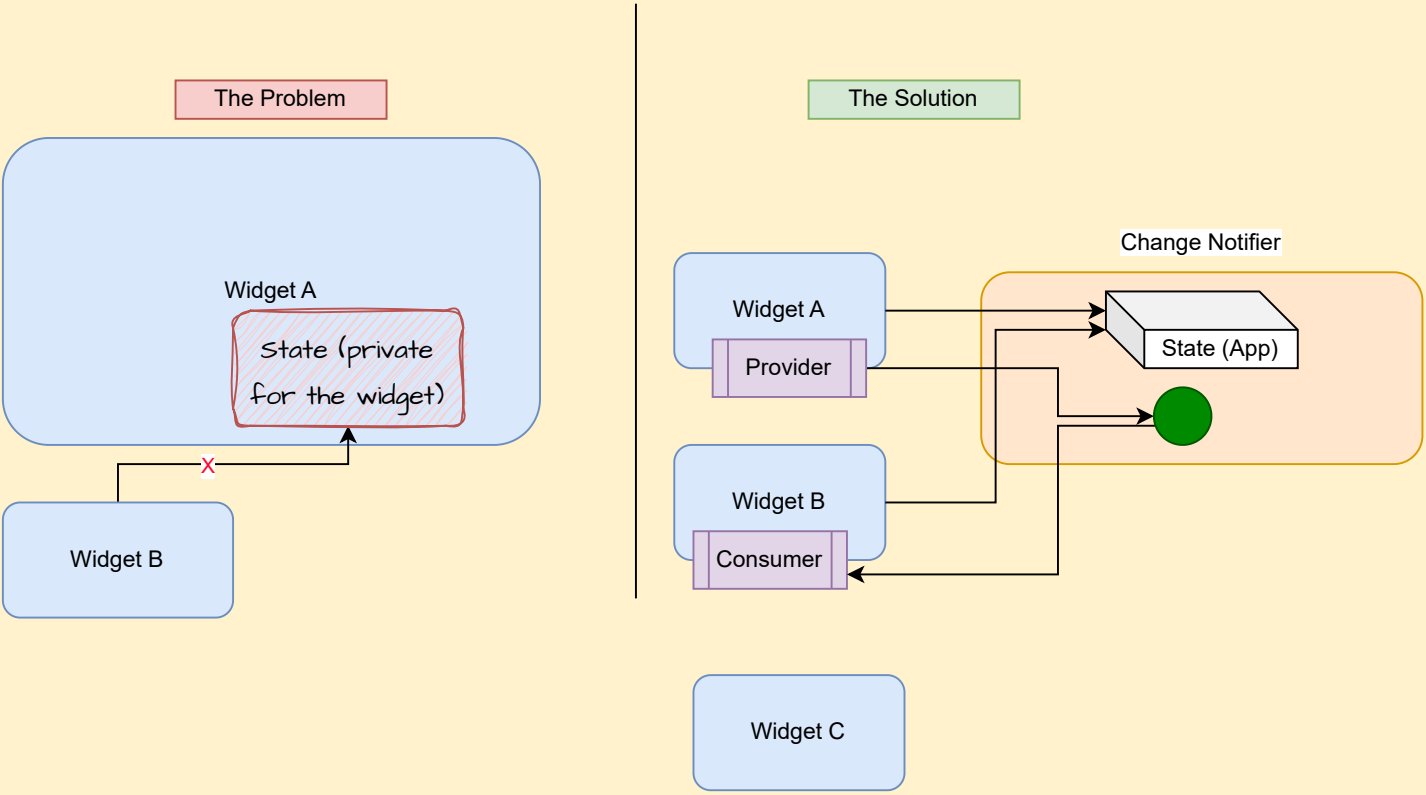 The Problem
Widget A
State (private
for the widget)
X
Widget B
The Solution
Change Notifier
Widget A
Provider
State (App)
Widget B
Consumer
Widget C